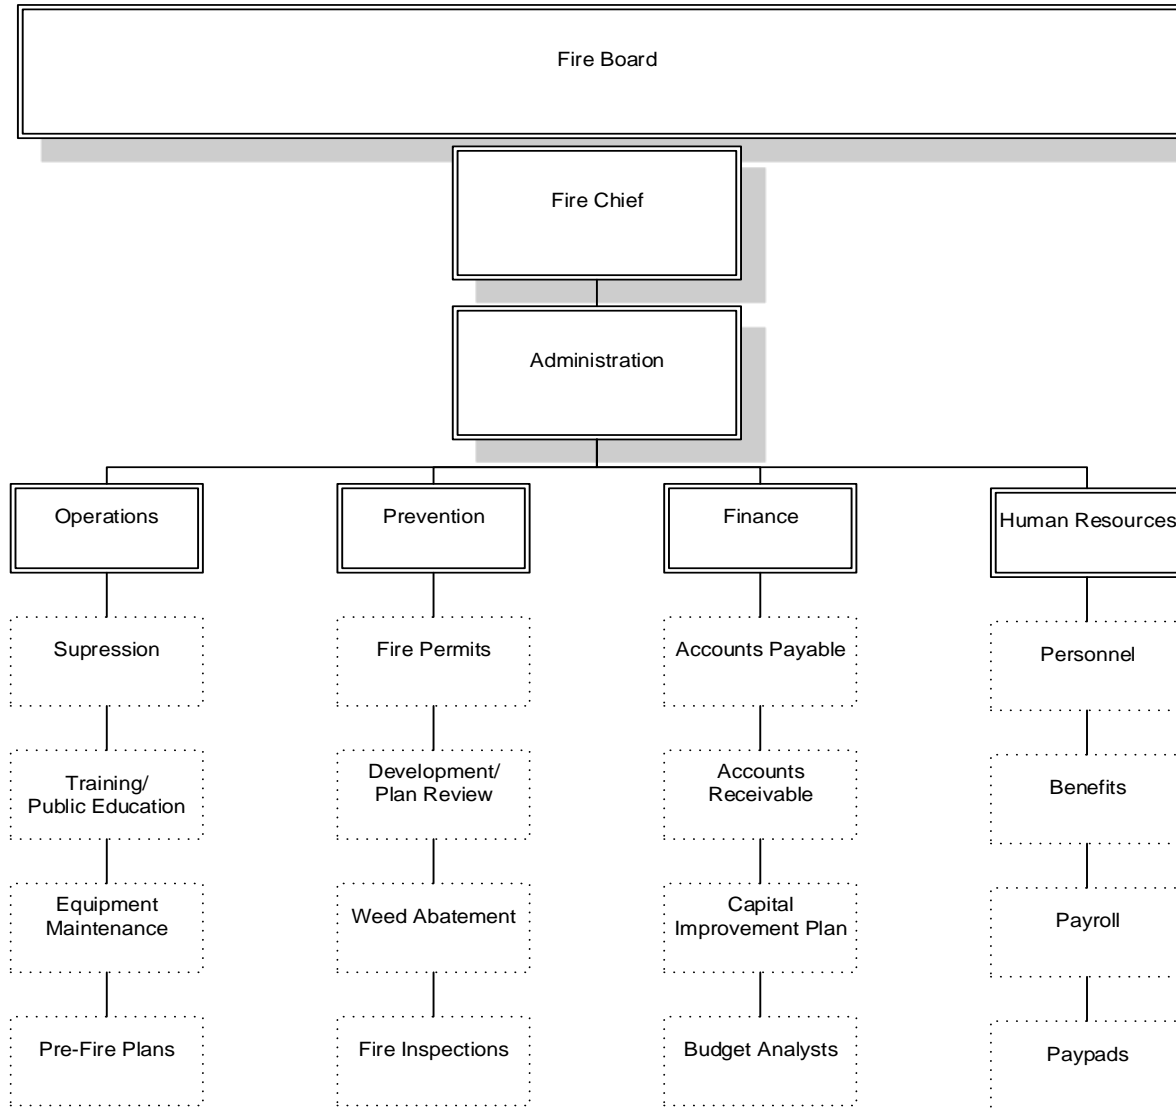 Fire Board
Fire Chief
Administration
Operations
Prevention
Finance
Human Resources
Supression
Fire Permits
Accounts Payable
Personnel
Training/
Public Education
Development/
Plan Review
Accounts
Receivable
Benefits
Equipment
Maintenance
Weed Abatement
Capital
Improvement Plan
Payroll
Pre-Fire Plans
Fire Inspections
Budget Analysts
Paypads